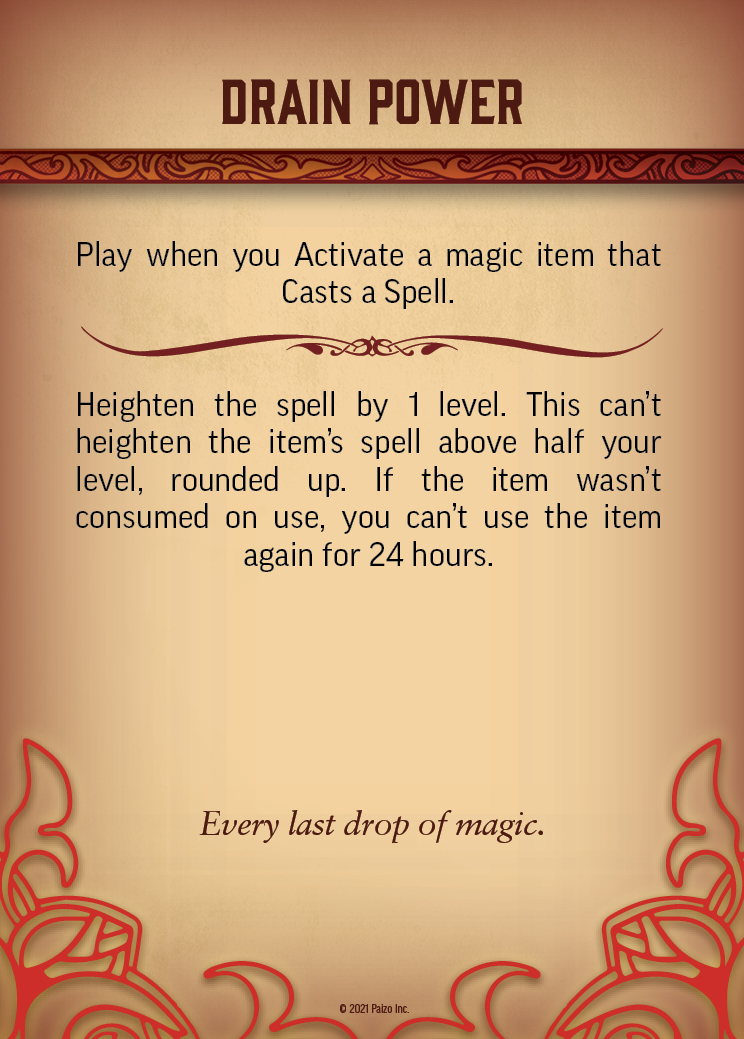 DRAIN POWER
Play when you Activate a magic item that
Casts a Spell.
Heighten the spell by 1 level. This can’t
heighten the item’s spell above half your
level, rounded up. If the item wasn’t
consumed on use, you can’t use the item
again for 24 hours.
Every last drop of magic.
© 2021 Paizo Inc.